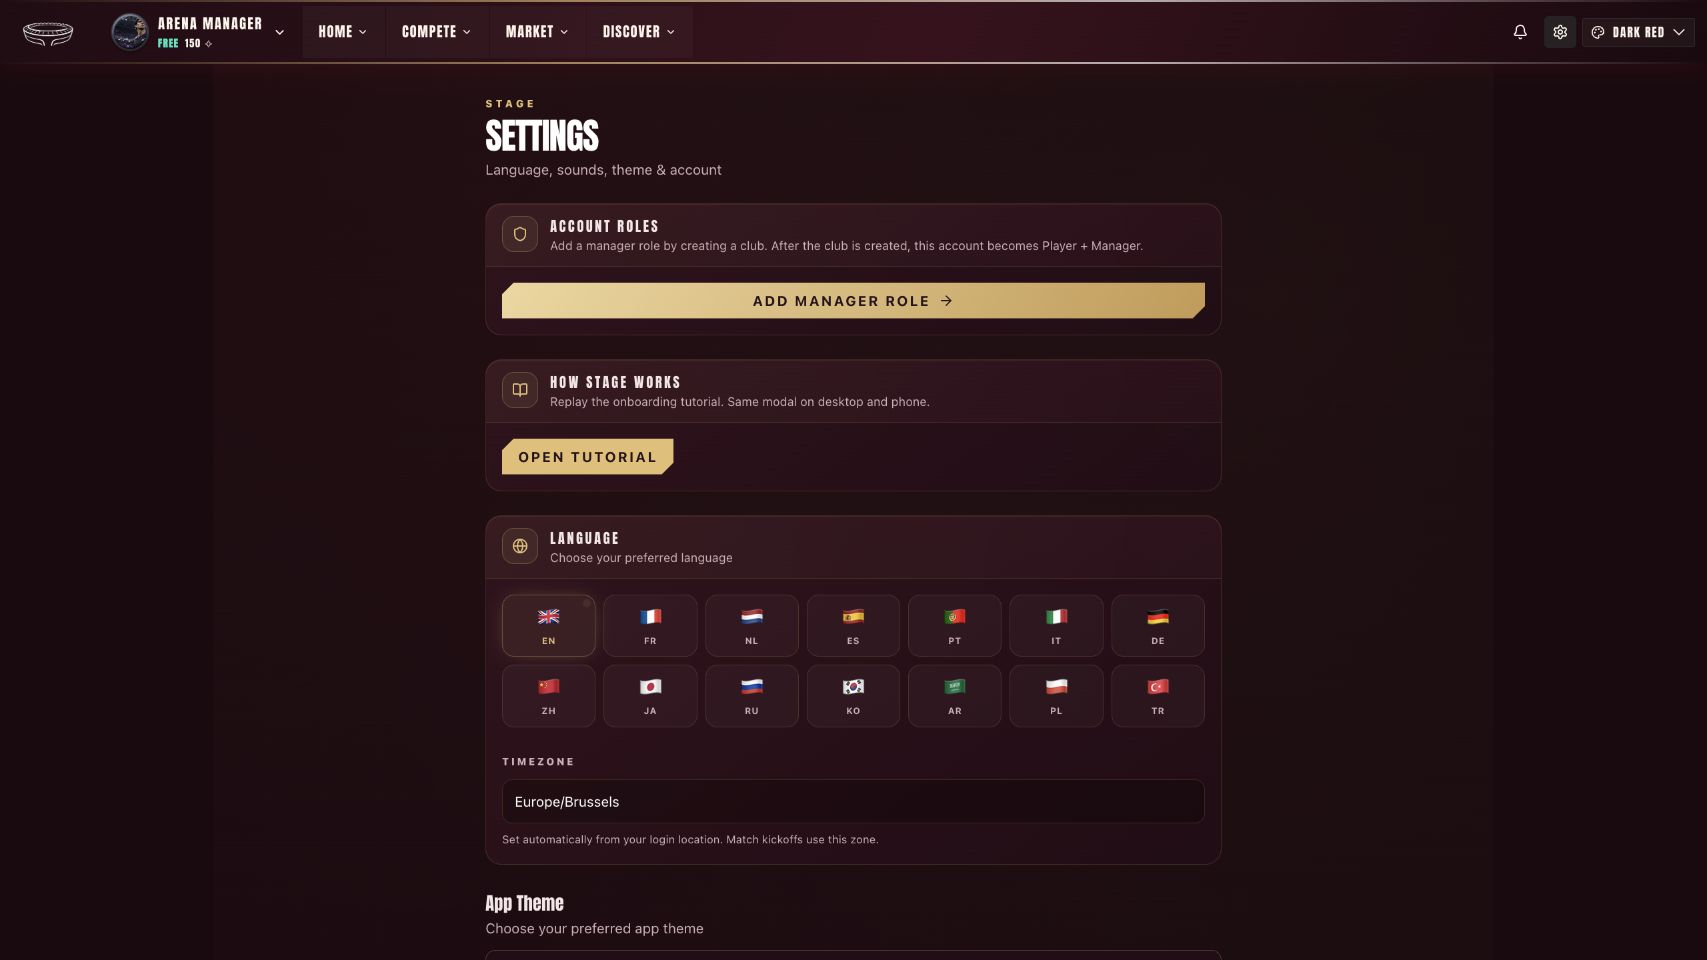 ARENA MANAGER
FREE 150
HOME
COMPETE
MARKET
DISCOVER
DARK RED
STAGE
SETTINGS
Language, sounds, theme & account
ACCOUNT ROLES
Add a manager role by creating a club. After the club is created, this account becomes Player + Manager.
ADD MANAGER ROLE →
HOW STAGE WORKS
Replay the onboarding tutorial. Same modal on desktop and phone.
OPEN TUTORIAL
LANGUAGE
Choose your preferred language
EN FR NL ES PT IT DE
ZH JA RU KO AR PL TR
TIMEZONE
Europe/Brussels
Set automatically from your login location. Match kickoffs use this zone.
App Theme
Choose your preferred app theme